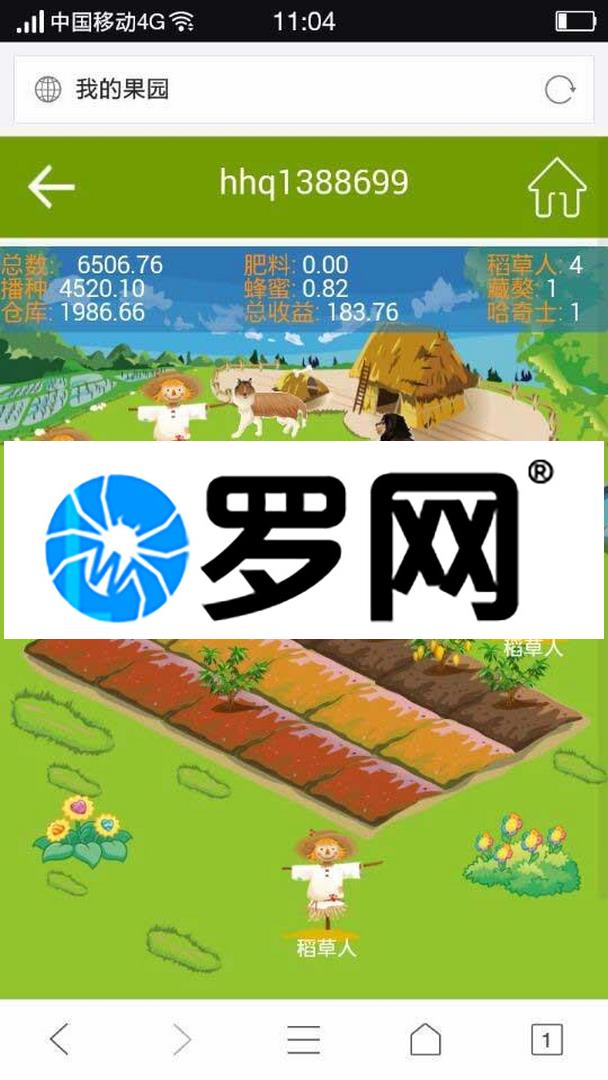 中国移动4G 11:04
我的果园
hhq1388699
总数: 6506.76 肥料: 0.00 稻草人: 4
播种 4520.10 蜂蜜: 0.82 藏獒: 1
仓库: 1986.66 总收益: 183.76 哈奇士: 1
罗网®
稻草人
稻草人
1